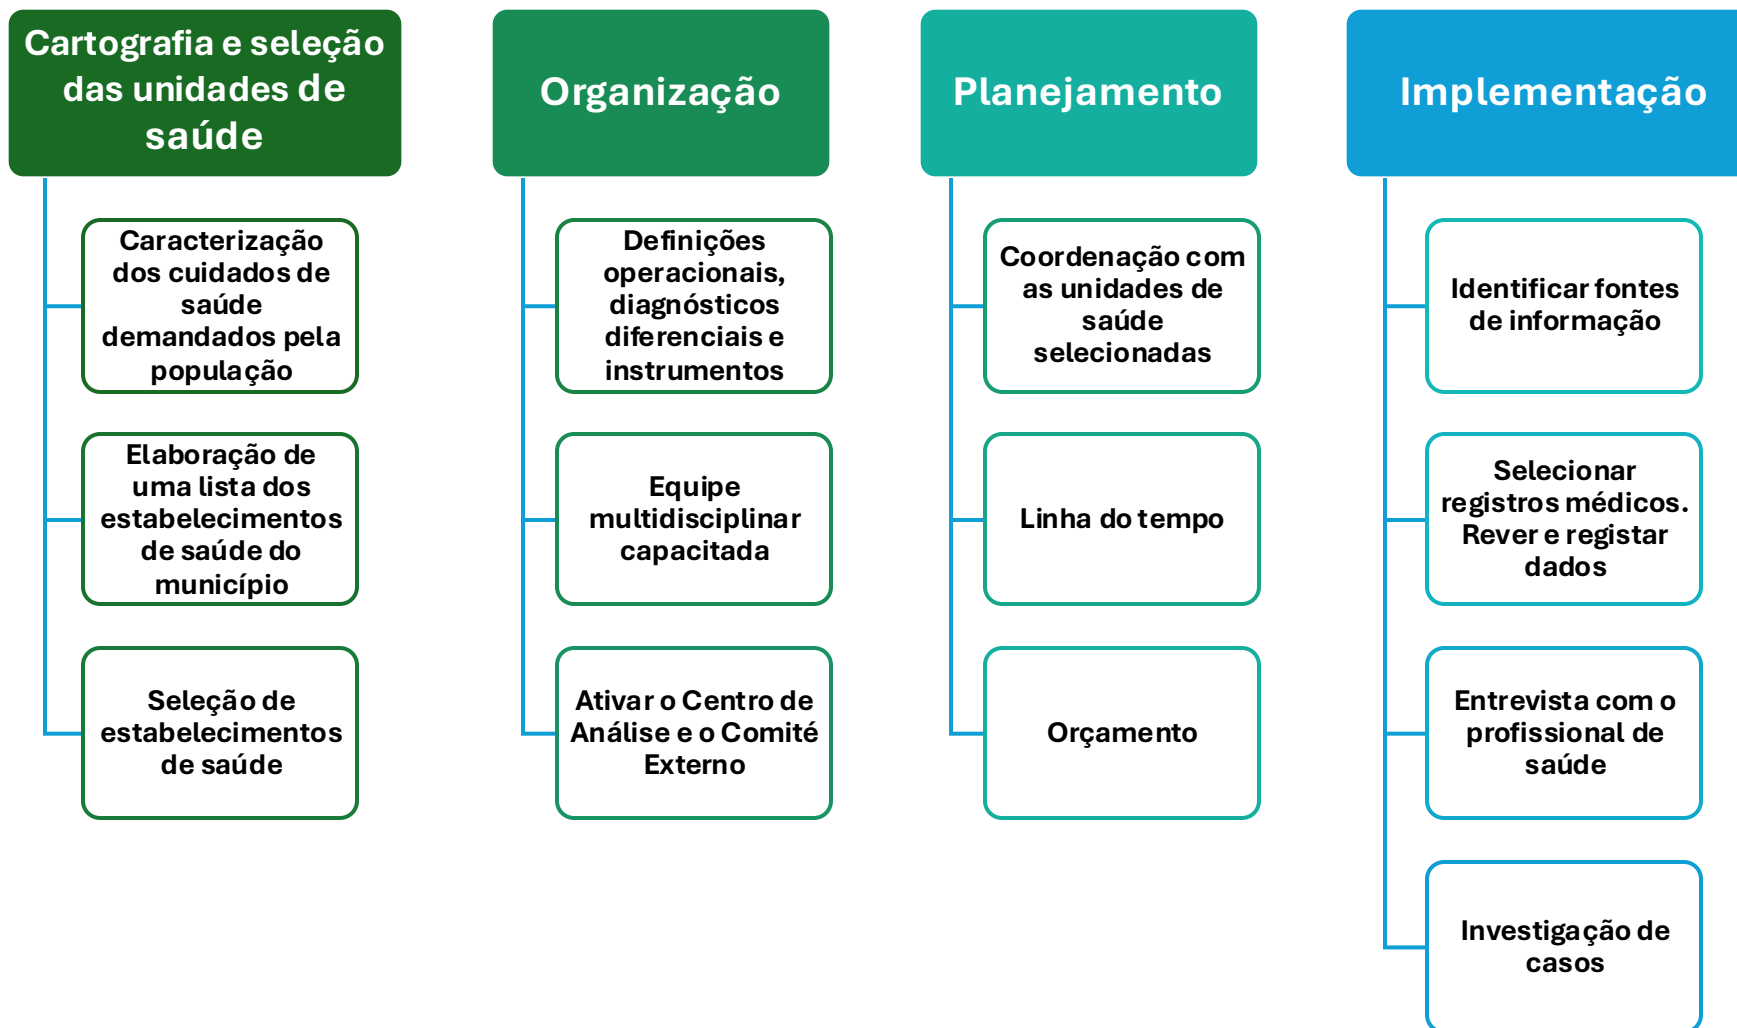 Cartografia e seleção
das unidades de
saúde
Caracterização
dos cuidados de
saúde
demandados pela
população
Elaboração de
uma lista dos
estabelecimentos
de saúde do
município
Seleção de
estabelecimentos
de saúde
Organização
Definições
operacionais,
diagnósticos
diferenciais e
instrumentos
Equipe
multidisciplinar
capacitada
Ativar o Centro de
Análise e o Comité
Externo
Planejamento
Coordenação com
as unidades de
saúde
selecionadas
Linha do tempo
Orçamento
Implementação
Identificar fontes
de informação
Selecionar
registros médicos.
Rever e registar
dados
Entrevista com o
profissional de
saúde
Investigação de
casos